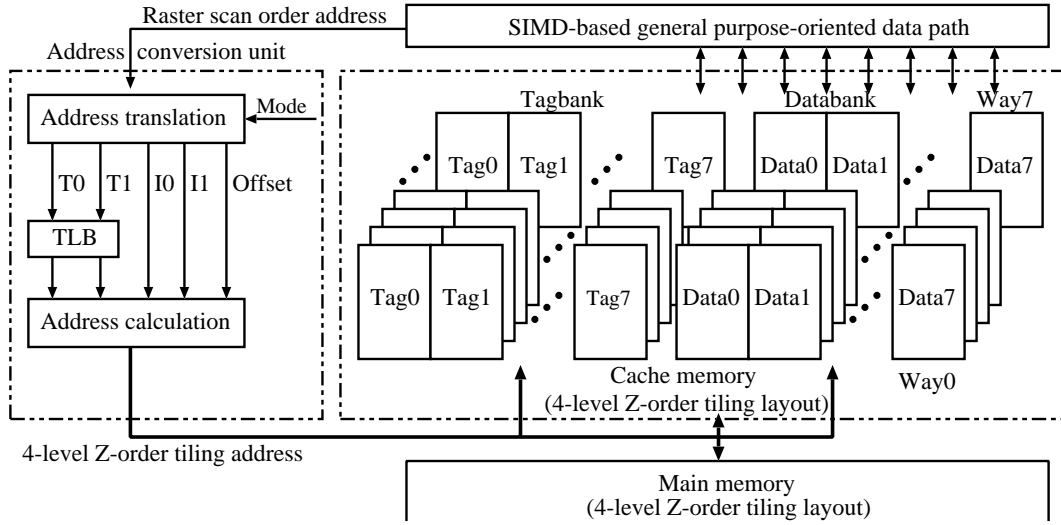 Raster scan order address
SIMD-based general purpose-oriented data path
Address conversion unit
Address translation
Mode
T0 T1 I0 I1 Offset
TLB
Address calculation
Tagbank
Databank
Way7
Tag0 Tag1 Tag7 Data0 Data1 Data7
Tag0 Tag1 Tag7 Data0 Data1 Data7
Cache memory
(4-level Z-order tiling layout)
Way0
4-level Z-order tiling address
Main memory
(4-level Z-order tiling layout)